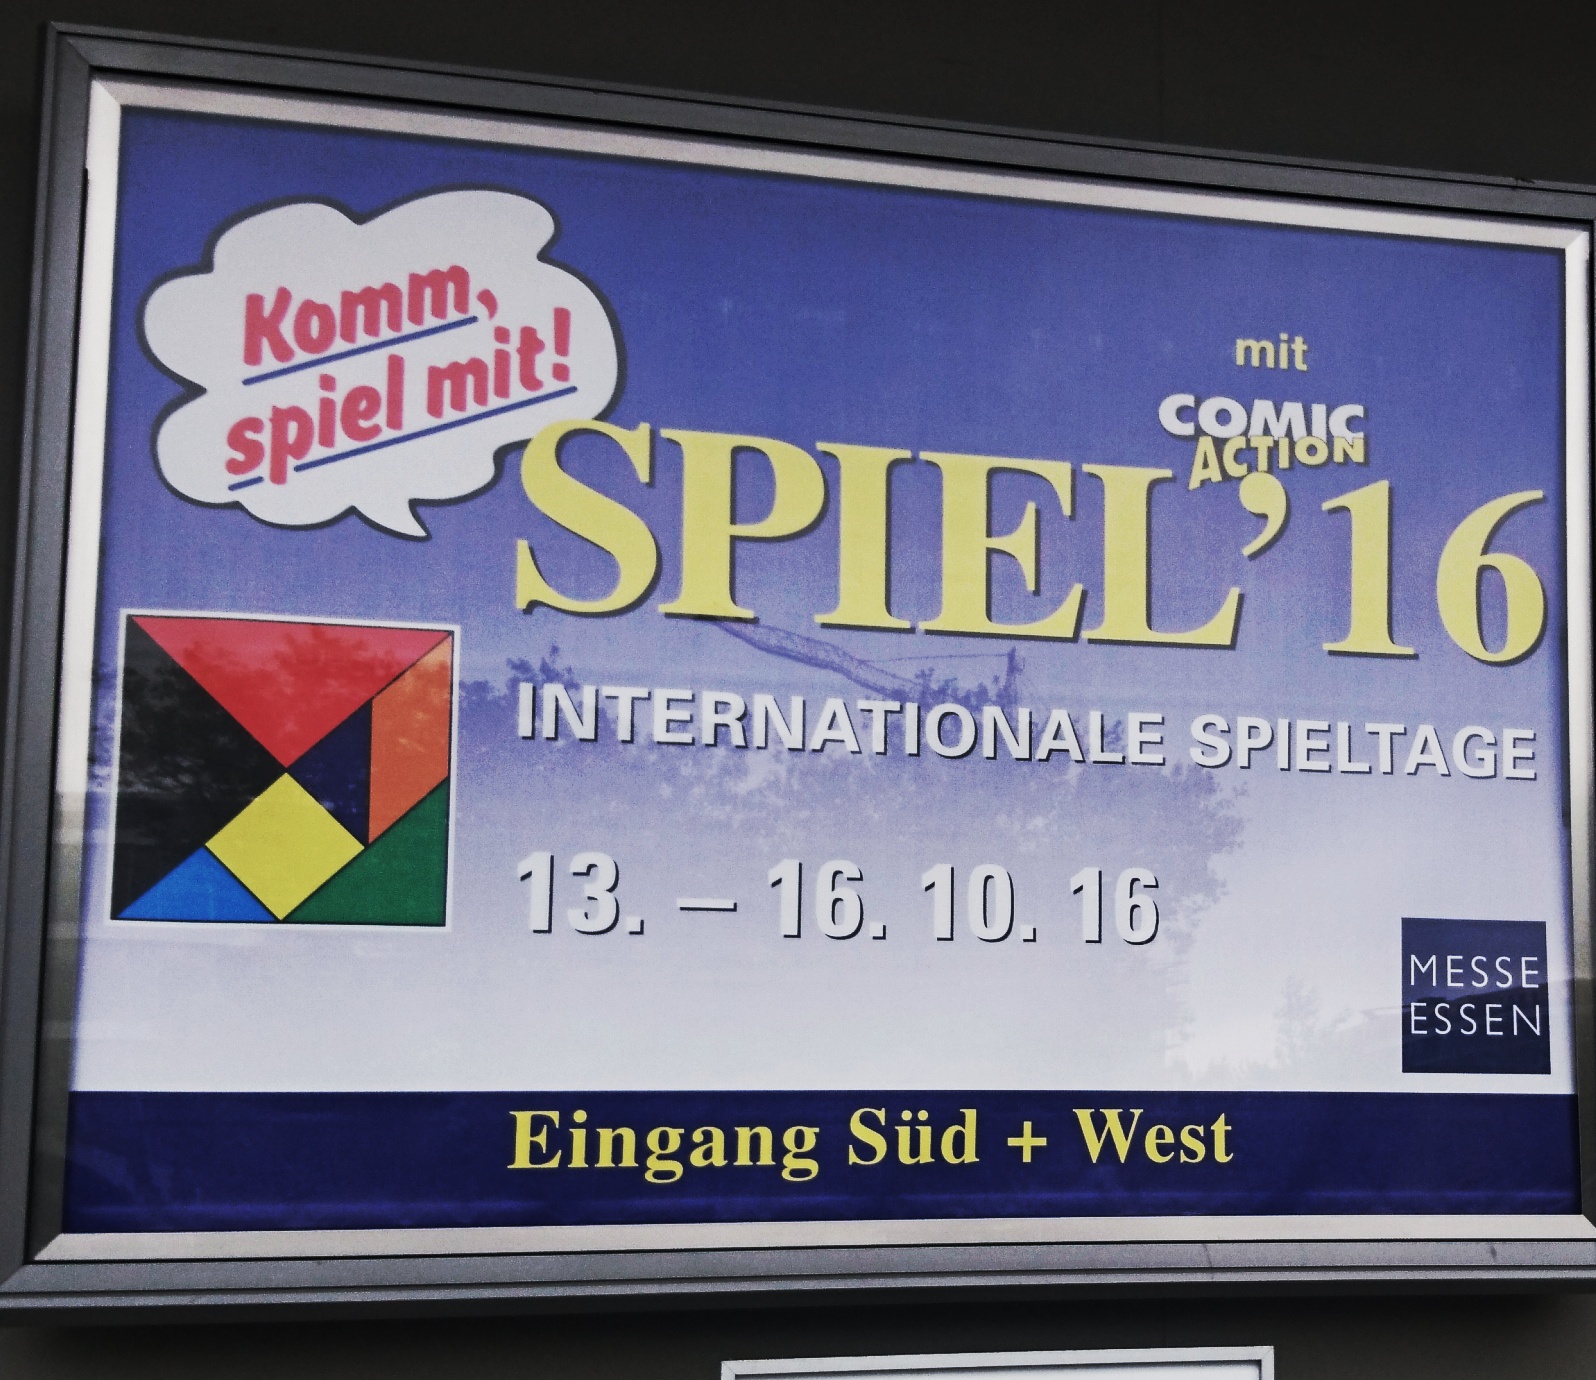 Komm,
spiel mit!
mit
COMIC
ACTION
SPIEL’16
INTERNATIONALE SPIELTAGE
13. – 16. 10. 16
MESSE
ESSEN
Eingang Süd + West